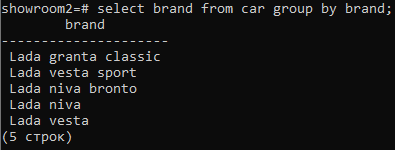 showroom2=# select brand from car group by brand;
brand
---------------------
Lada granta classic
Lada vesta sport
Lada niva bronto
Lada niva
Lada vesta
(5 строк)